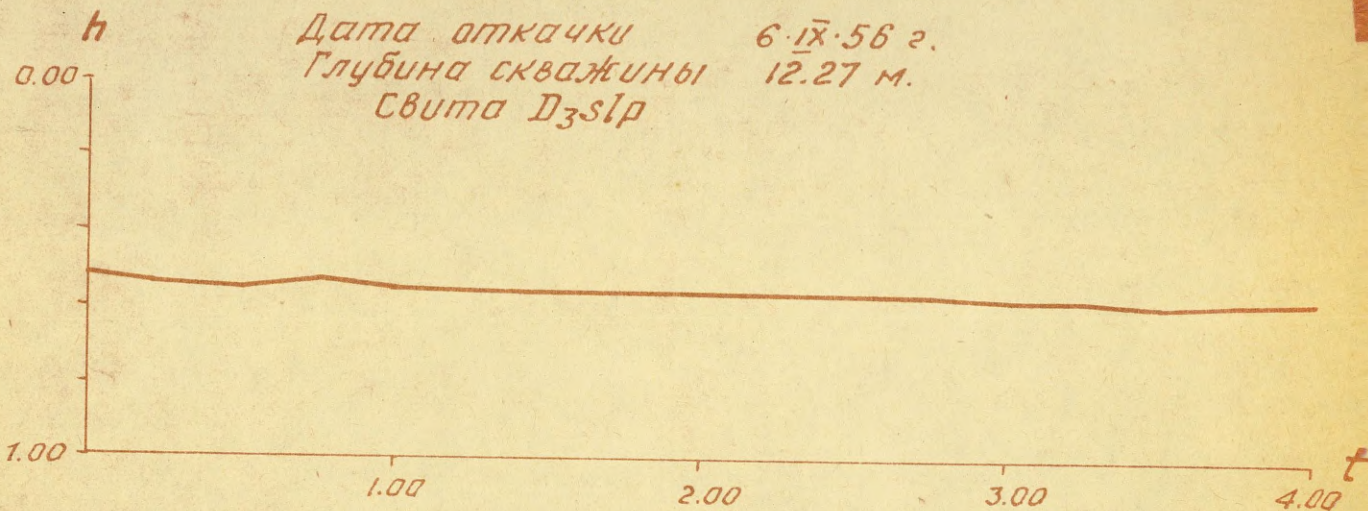 h
Дата откачки 6·IX·56 г.
0.00
Глубина скважины 12.27 м.
Свита D₃slp
1.00
t
1.00 2.00 3.00 4.00